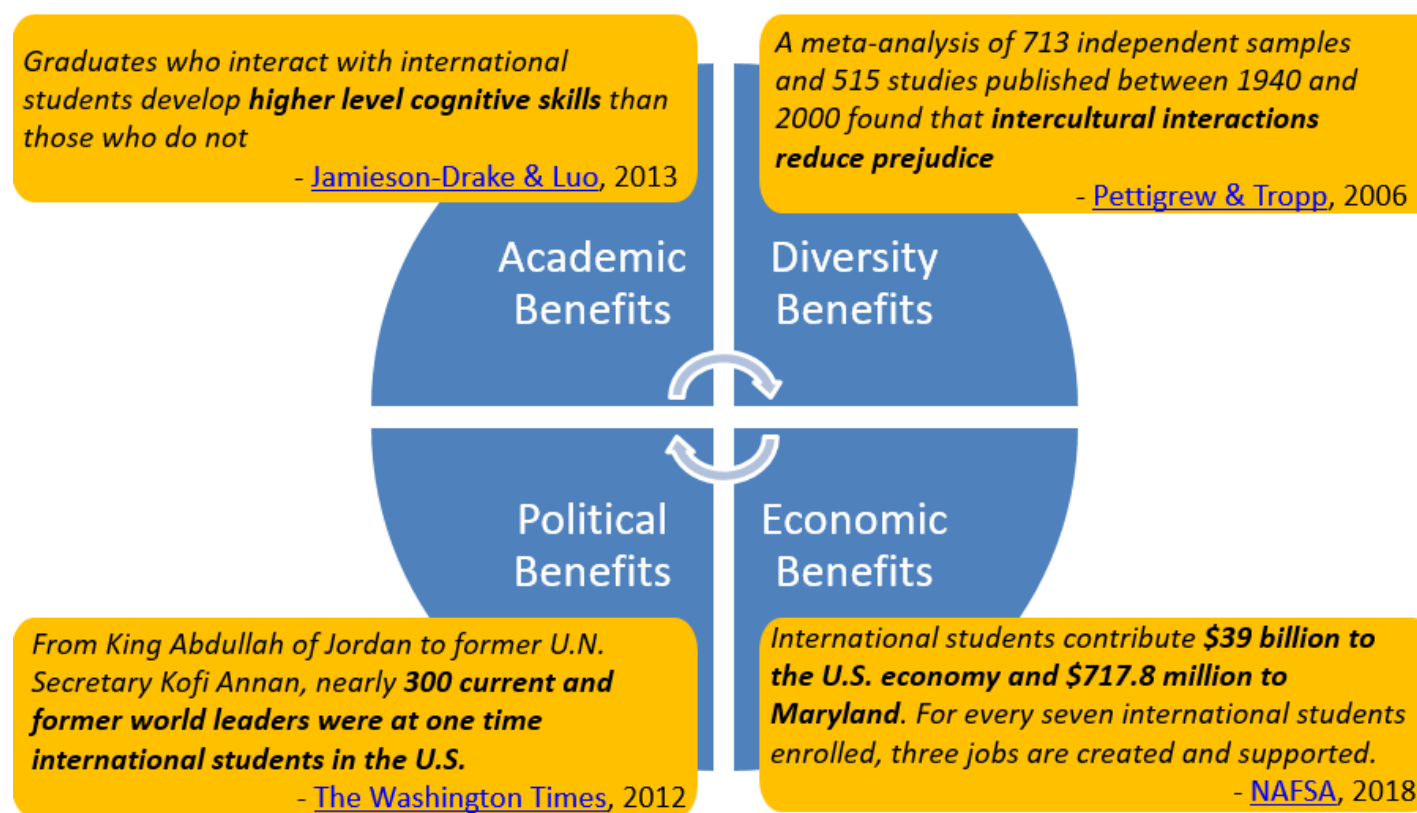 Graduates who interact with international
students develop higher level cognitive skills than
those who do not
- Jamieson-Drake & Luo, 2013
A meta-analysis of 713 independent samples
and 515 studies published between 1940 and
2000 found that intercultural interactions
reduce prejudice
- Pettigrew & Tropp, 2006
Academic
Benefits
Diversity
Benefits
Political
Benefits
Economic
Benefits
From King Abdullah of Jordan to former U.N.
Secretary Kofi Annan, nearly 300 current and
former world leaders were at one time
international students in the U.S.
- The Washington Times, 2012
International students contribute $39 billion to
the U.S. economy and $717.8 million to
Maryland. For every seven international students
enrolled, three jobs are created and supported.
- NAFSA, 2018